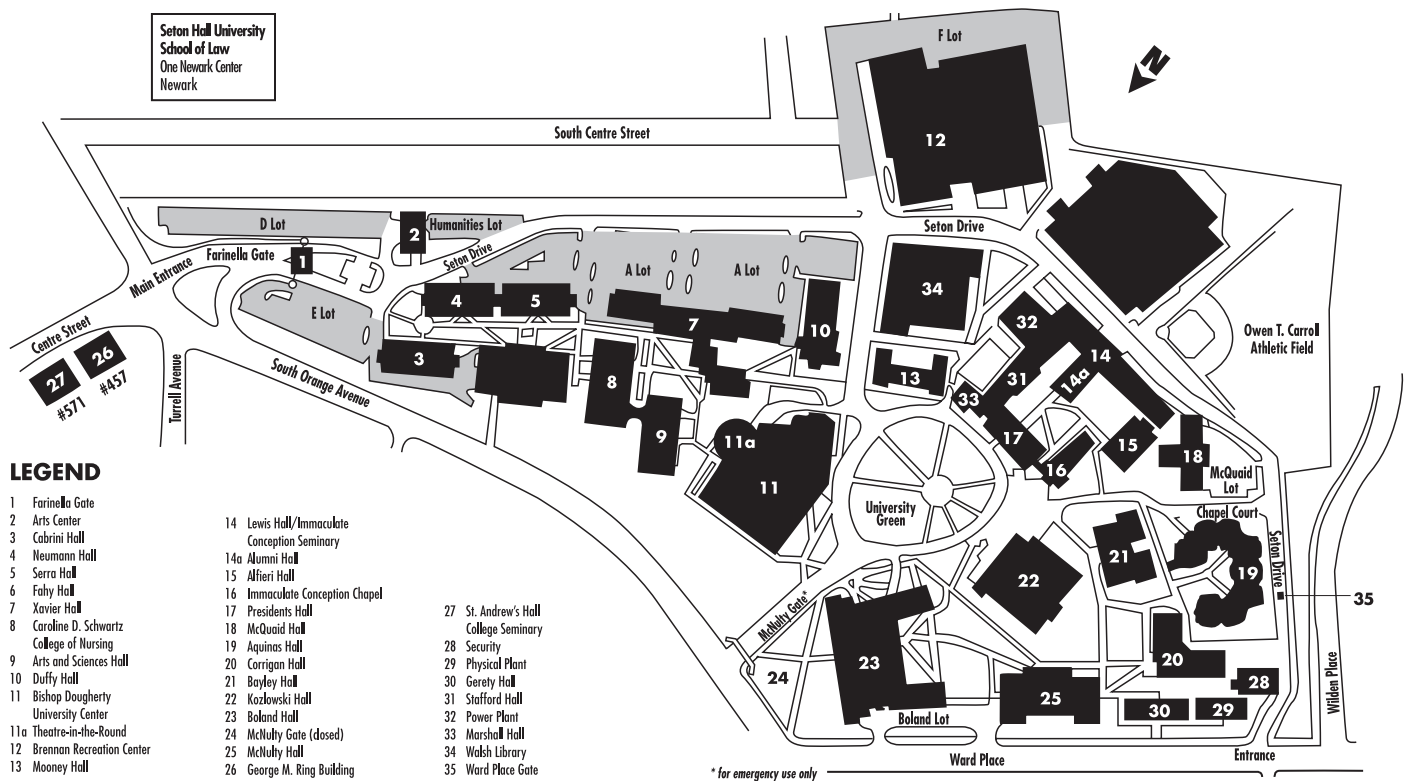 Seton Hall University
School of Law
One Newark Center
Newark
F Lot
N
South Centre Street
12
D Lot
2
Humanities Lot
Seton Drive
Farinella Gate
1
Seton Drive
A Lot
A Lot
34
Main Entrance
E Lot
4
5
7
10
32
14
Owen T. Carroll
Athletic Field
Centre Street
27
26
#571
#457
Turrell Avenue
South Orange Avenue
3
8
13
31
14a
33
9
11a
17
15
18
16
McQuaid
Lot
11
University
Green
Chapel Court
Seton Drive
21
22
19
35
McNulty Gate*
24
23
20
28
25
30
29
Boland Lot
Wilden Place
Ward Place
Entrance
* for emergency use only
LEGEND
1 Farinella Gate
2 Arts Center
3 Cabrini Hall
4 Neumann Hall
5 Serra Hall
6 Fahy Hall
7 Xavier Hall
8 Caroline D. Schwartz
College of Nursing
9 Arts and Sciences Hall
10 Duffy Hall
11 Bishop Dougherty
University Center
11a Theatre-in-the-Round
12 Brennan Recreation Center
13 Mooney Hall
14 Lewis Hall/Immaculate
Conception Seminary
14a Alumni Hall
15 Alfieri Hall
16 Immaculate Conception Chapel
17 Presidents Hall
18 McQuaid Hall
19 Aquinas Hall
20 Corrigan Hall
21 Bayley Hall
22 Kozlowski Hall
23 Boland Hall
24 McNulty Gate (closed)
25 McNulty Hall
26 George M. Ring Building
27 St. Andrew's Hall
College Seminary
28 Security
29 Physical Plant
30 Gerety Hall
31 Stafford Hall
32 Power Plant
33 Marshall Hall
34 Walsh Library
35 Ward Place Gate